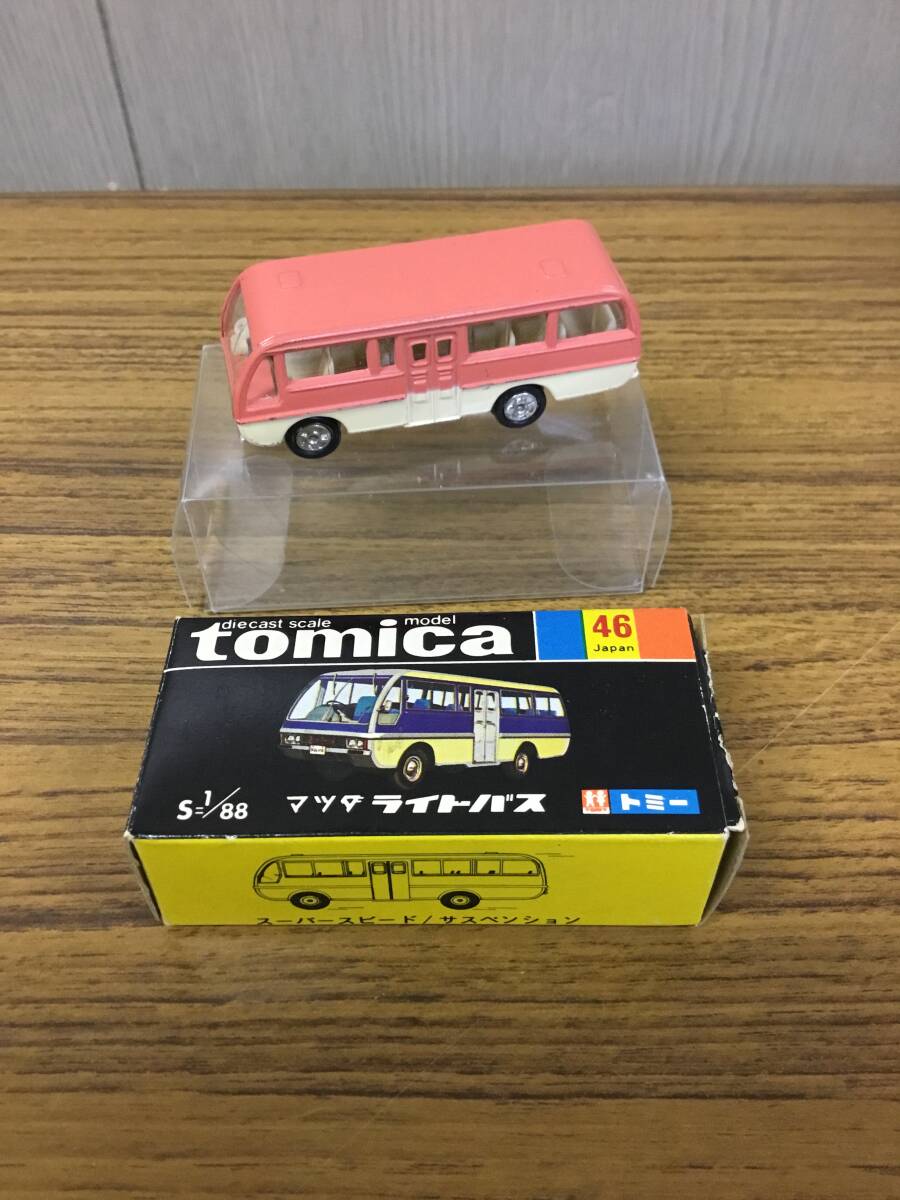 diecast scale model
tomica
46
Japan
S=1/88
マツダ ライトバス
トミー
スーパースピード/サスペンション